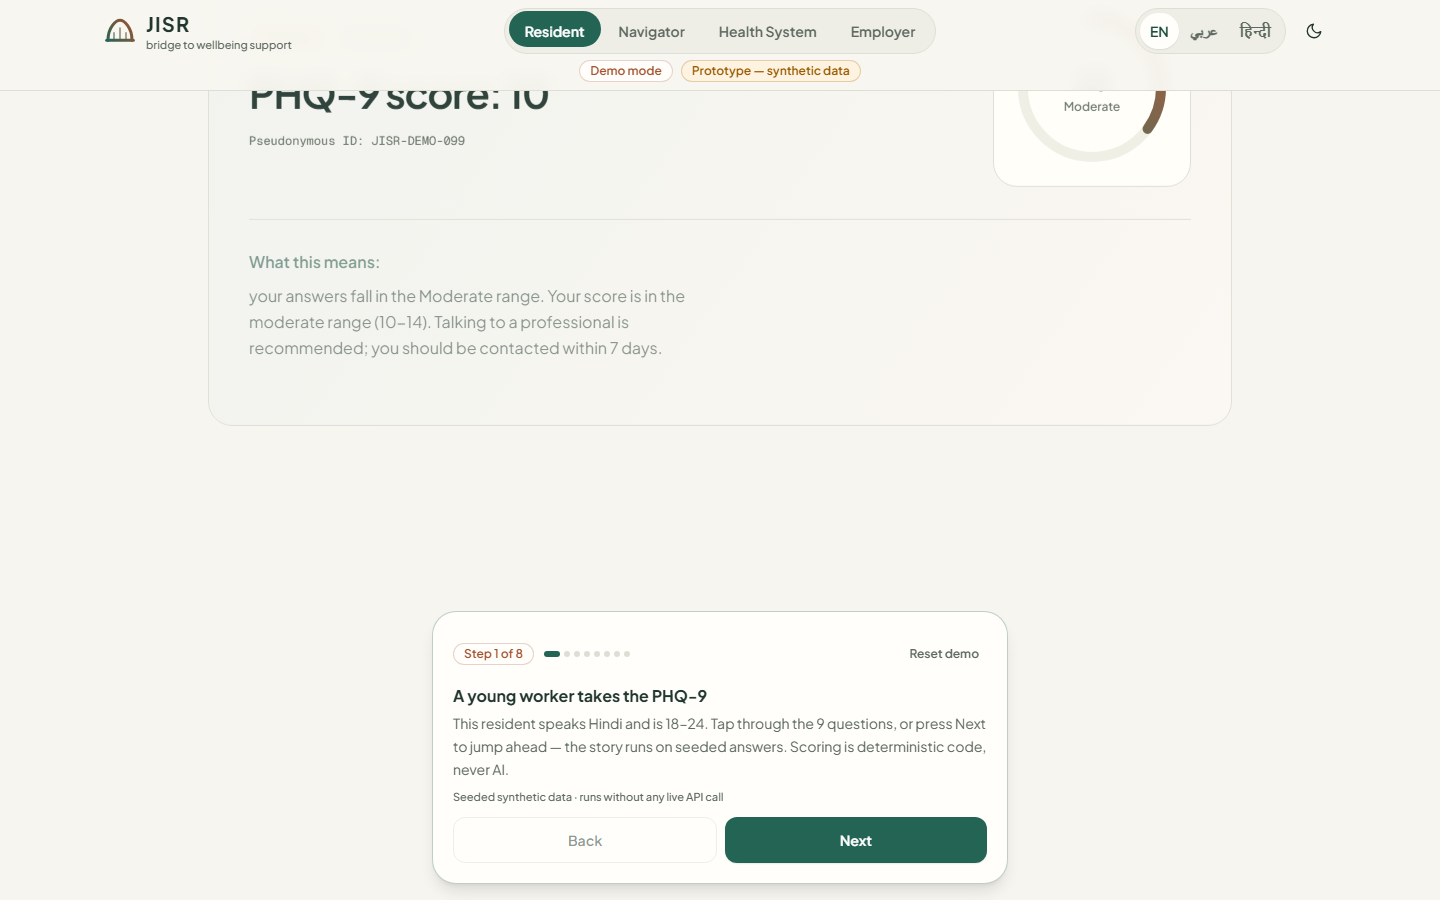 JISR
bridge to wellbeing support
Resident
Navigator
Health System
Employer
EN
عربي
हिन्दी
Demo mode
Prototype — synthetic data
PHQ-9 score: 10
Pseudonymous ID: JISR-DEMO-099
Moderate
What this means:
your answers fall in the Moderate range. Your score is in the
moderate range (10–14). Talking to a professional is
recommended; you should be contacted within 7 days.
Step 1 of 8
Reset demo
A young worker takes the PHQ-9
This resident speaks Hindi and is 18–24. Tap through the 9 questions, or press Next
to jump ahead — the story runs on seeded answers. Scoring is deterministic code,
never AI.
Seeded synthetic data · runs without any live API call
Back
Next